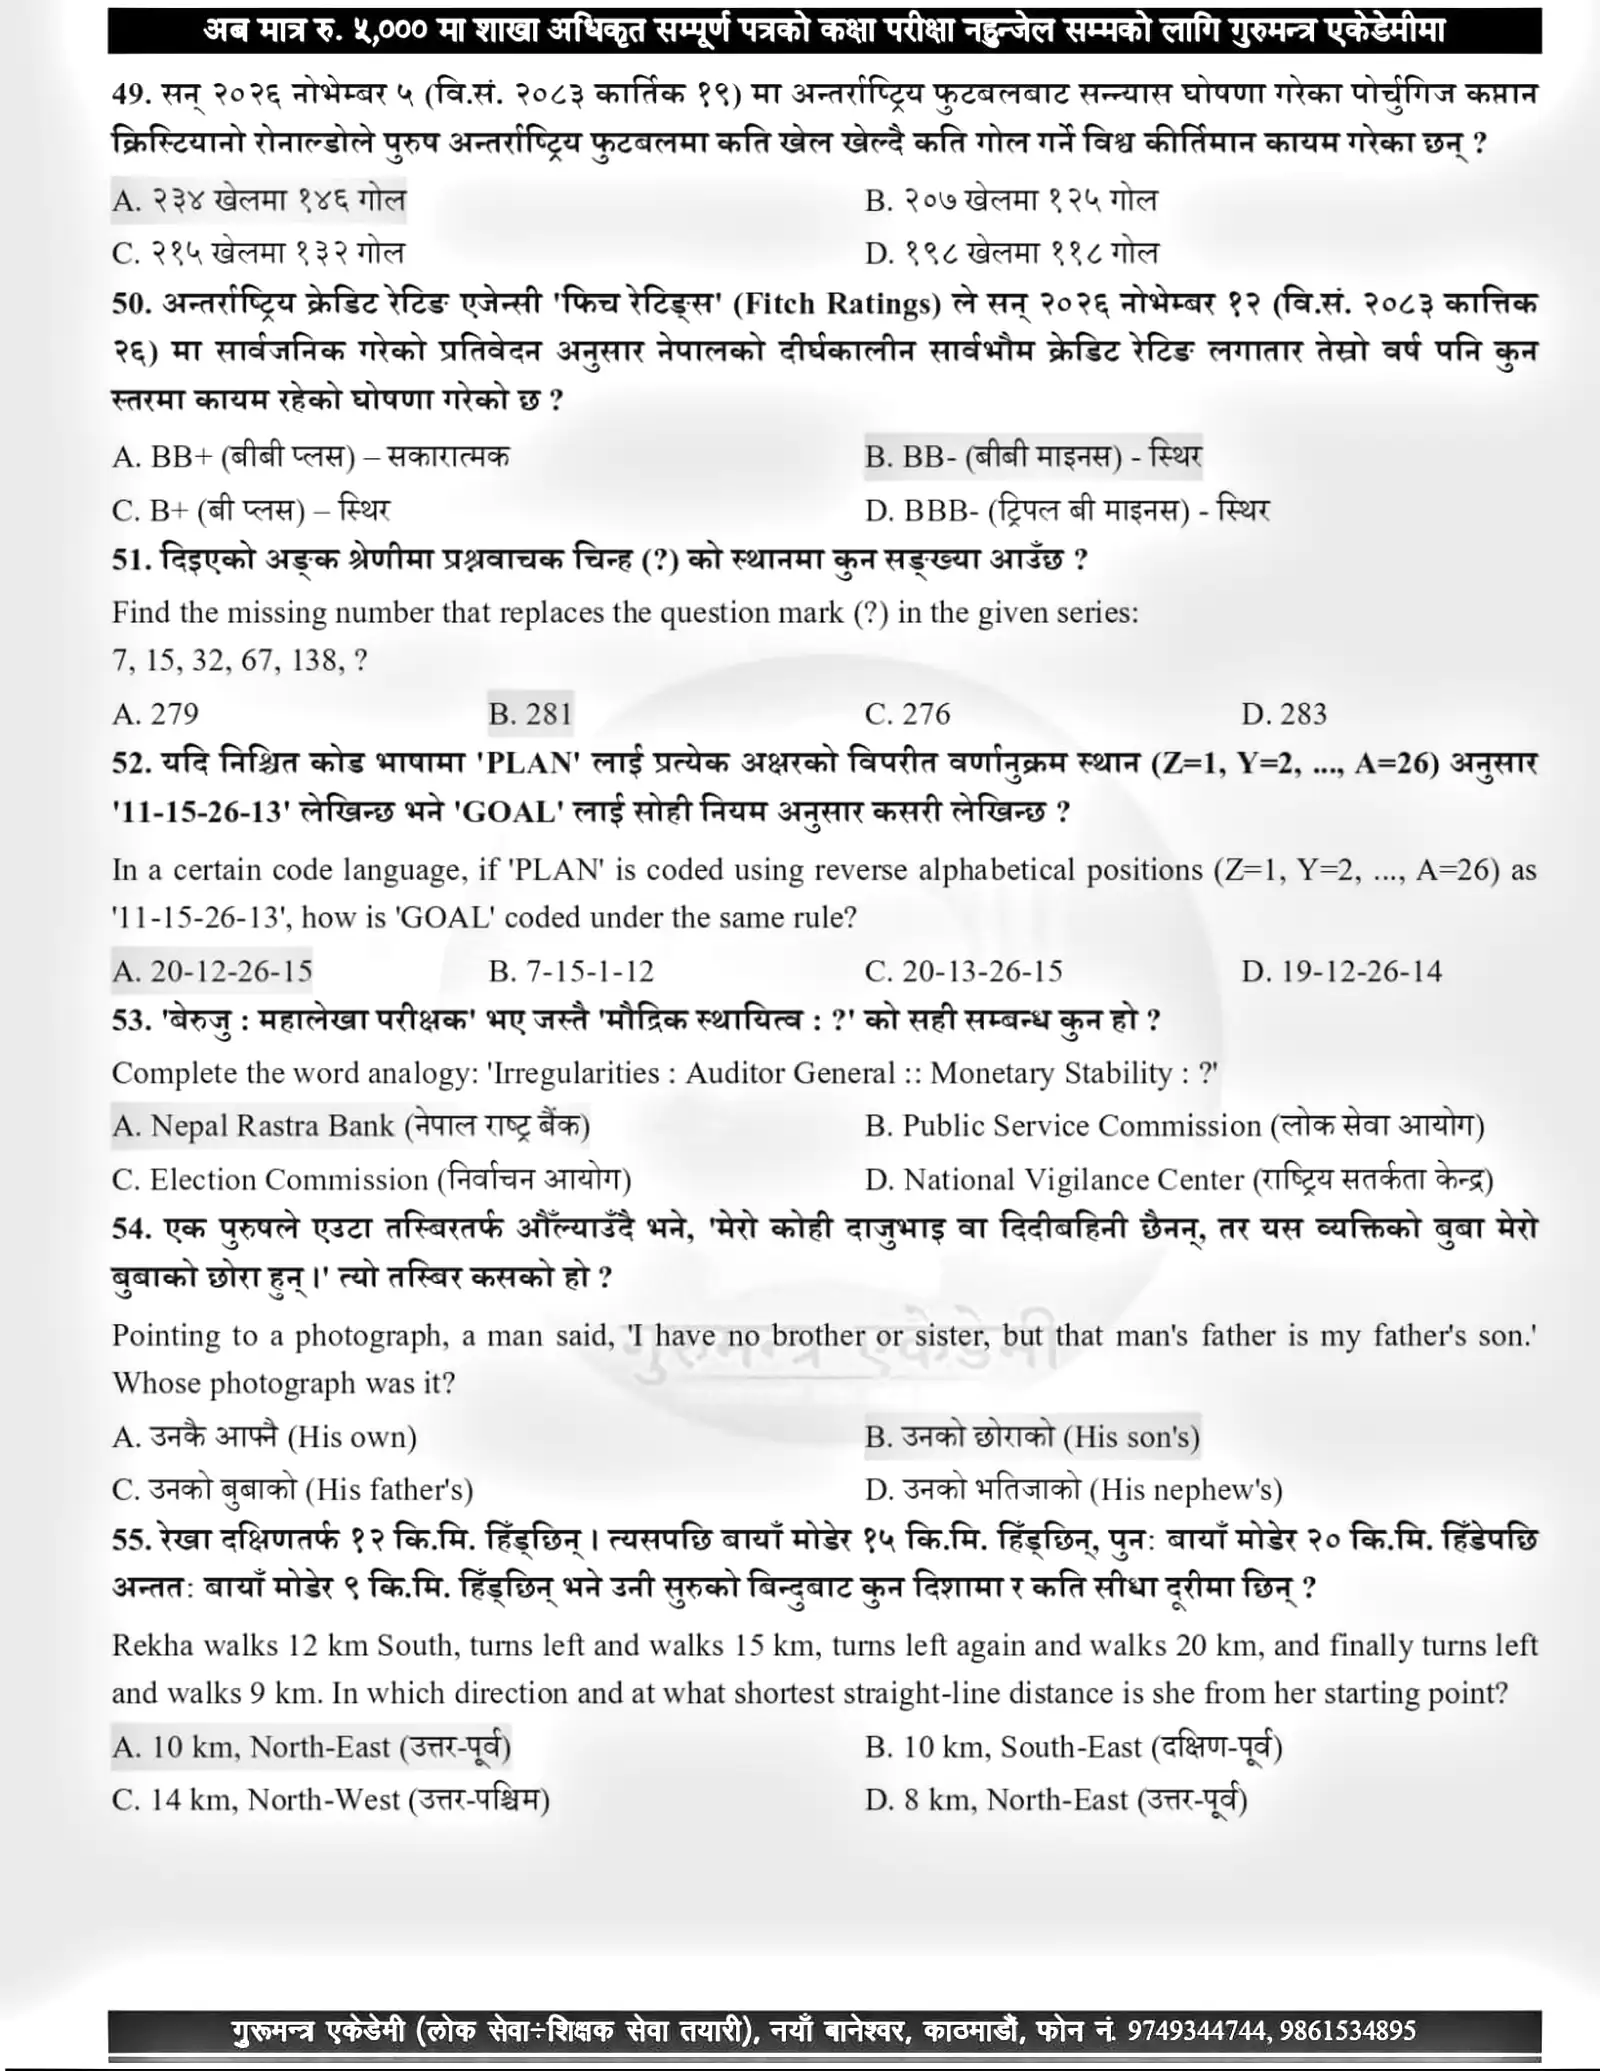 अब मात्र रु. ५,००० मा शाखा अधिकृत सम्पूर्ण पत्रको कक्षा परीक्षा नहुन्जेल सम्मको लागि गुरुमन्त्र एकेडेमीमा
49. सन् २०२६ नोभेम्बर ५ (वि.सं. २०८३ कार्तिक १९) मा अन्तर्राष्ट्रिय फुटबलबाट सन्न्यास घोषणा गरेका पोर्चुगिज कप्तान
क्रिस्टियानो रोनाल्डोले पुरुष अन्तर्राष्ट्रिय फुटबलमा कति खेल खेल्दै कति गोल गर्ने विश्व कीर्तिमान कायम गरेका छन् ?
A. २३४ खेलमा १४६ गोल B. २०७ खेलमा १२५ गोल
C. २१५ खेलमा १३२ गोल D. १९८ खेलमा ११८ गोल
50. अन्तर्राष्ट्रिय क्रेडिट रेटिङ एजेन्सी 'फिच रेटिङ्स' (Fitch Ratings) ले सन् २०२६ नोभेम्बर १२ (वि.सं. २०८३ कात्तिक
२६) मा सार्वजनिक गरेको प्रतिवेदन अनुसार नेपालको दीर्घकालीन सार्वभौम क्रेडिट रेटिङ लगातार तेस्रो वर्ष पनि कुन
स्तरमा कायम रहेको घोषणा गरेको छ ?
A. BB+ (बीबी प्लस) – सकारात्मक B. BB- (बीबी माइनस) - स्थिर
C. B+ (बी प्लस) – स्थिर D. BBB- (ट्रिपल बी माइनस) - स्थिर
51. दिइएको अङ्क श्रेणीमा प्रश्नवाचक चिन्ह (?) को स्थानमा कुन सङ्ख्या आउँछ ?
Find the missing number that replaces the question mark (?) in the given series:
7, 15, 32, 67, 138, ?
A. 279 B. 281 C. 276 D. 283
52. यदि निश्चित कोड भाषामा 'PLAN' लाई प्रत्येक अक्षरको विपरीत वर्णानुक्रम स्थान (Z=1, Y=2, ..., A=26) अनुसार
'11-15-26-13' लेखिन्छ भने 'GOAL' लाई सोही नियम अनुसार कसरी लेखिन्छ ?
In a certain code language, if 'PLAN' is coded using reverse alphabetical positions (Z=1, Y=2, ..., A=26) as
'11-15-26-13', how is 'GOAL' coded under the same rule?
A. 20-12-26-15 B. 7-15-1-12 C. 20-13-26-15 D. 19-12-26-14
53. 'बेरुजु : महालेखा परीक्षक' भए जस्तै 'मौद्रिक स्थायित्व : ?' को सही सम्बन्ध कुन हो ?
Complete the word analogy: 'Irregularities : Auditor General :: Monetary Stability : ?'
A. Nepal Rastra Bank (नेपाल राष्ट्र बैंक) B. Public Service Commission (लोक सेवा आयोग)
C. Election Commission (निर्वाचन आयोग) D. National Vigilance Center (राष्ट्रिय सतर्कता केन्द्र)
54. एक पुरुषले एउटा तस्बिरतर्फ औँल्याउँदै भने, 'मेरो कोही दाजुभाइ वा दिदीबहिनी छैनन्, तर यस व्यक्तिको बुबा मेरो
बुबाको छोरा हुन् ।' त्यो तस्बिर कसको हो ?
Pointing to a photograph, a man said, 'I have no brother or sister, but that man's father is my father's son.'
गुरुमन्त्र एकेडेमी
Whose photograph was it?
A. उनकै आफ्नै (His own) B. उनको छोराको (His son's)
C. उनको बुबाको (His father's) D. उनको भतिजाको (His nephew's)
55. रेखा दक्षिणतर्फ १२ कि.मि. हिँड्छिन् । त्यसपछि बायाँ मोडेर १५ कि.मि. हिँड्छिन्, पुनः बायाँ मोडेर २० कि.मि. हिँडेपछि
अन्ततः बायाँ मोडेर ९ कि.मि. हिँड्छिन् भने उनी सुरुको बिन्दुबाट कुन दिशामा र कति सीधा दूरीमा छिन् ?
Rekha walks 12 km South, turns left and walks 15 km, turns left again and walks 20 km, and finally turns left
and walks 9 km. In which direction and at what shortest straight-line distance is she from her starting point?
A. 10 km, North-East (उत्तर-पूर्व) B. 10 km, South-East (दक्षिण-पूर्व)
C. 14 km, North-West (उत्तर-पश्चिम) D. 8 km, North-East (उत्तर-पूर्व)
गुरूमन्त्र एकेडेमी (लोक सेवा÷शिक्षक सेवा तयारी), नयाँ बानेश्वर, काठमाडौं, फोन नं. 9749344744, 9861534895